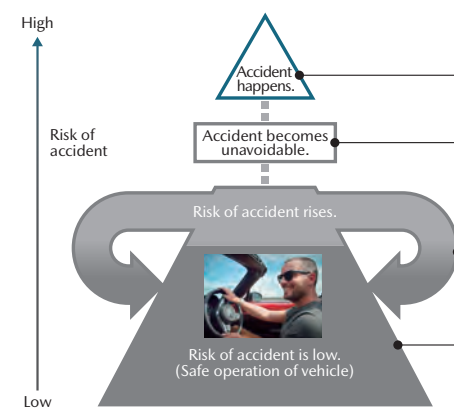 High
Accident
happens.
Accident becomes
unavoidable.
Risk of
accident
Risk of accident rises.
Risk of accident is low.
(Safe operation of vehicle)
Low